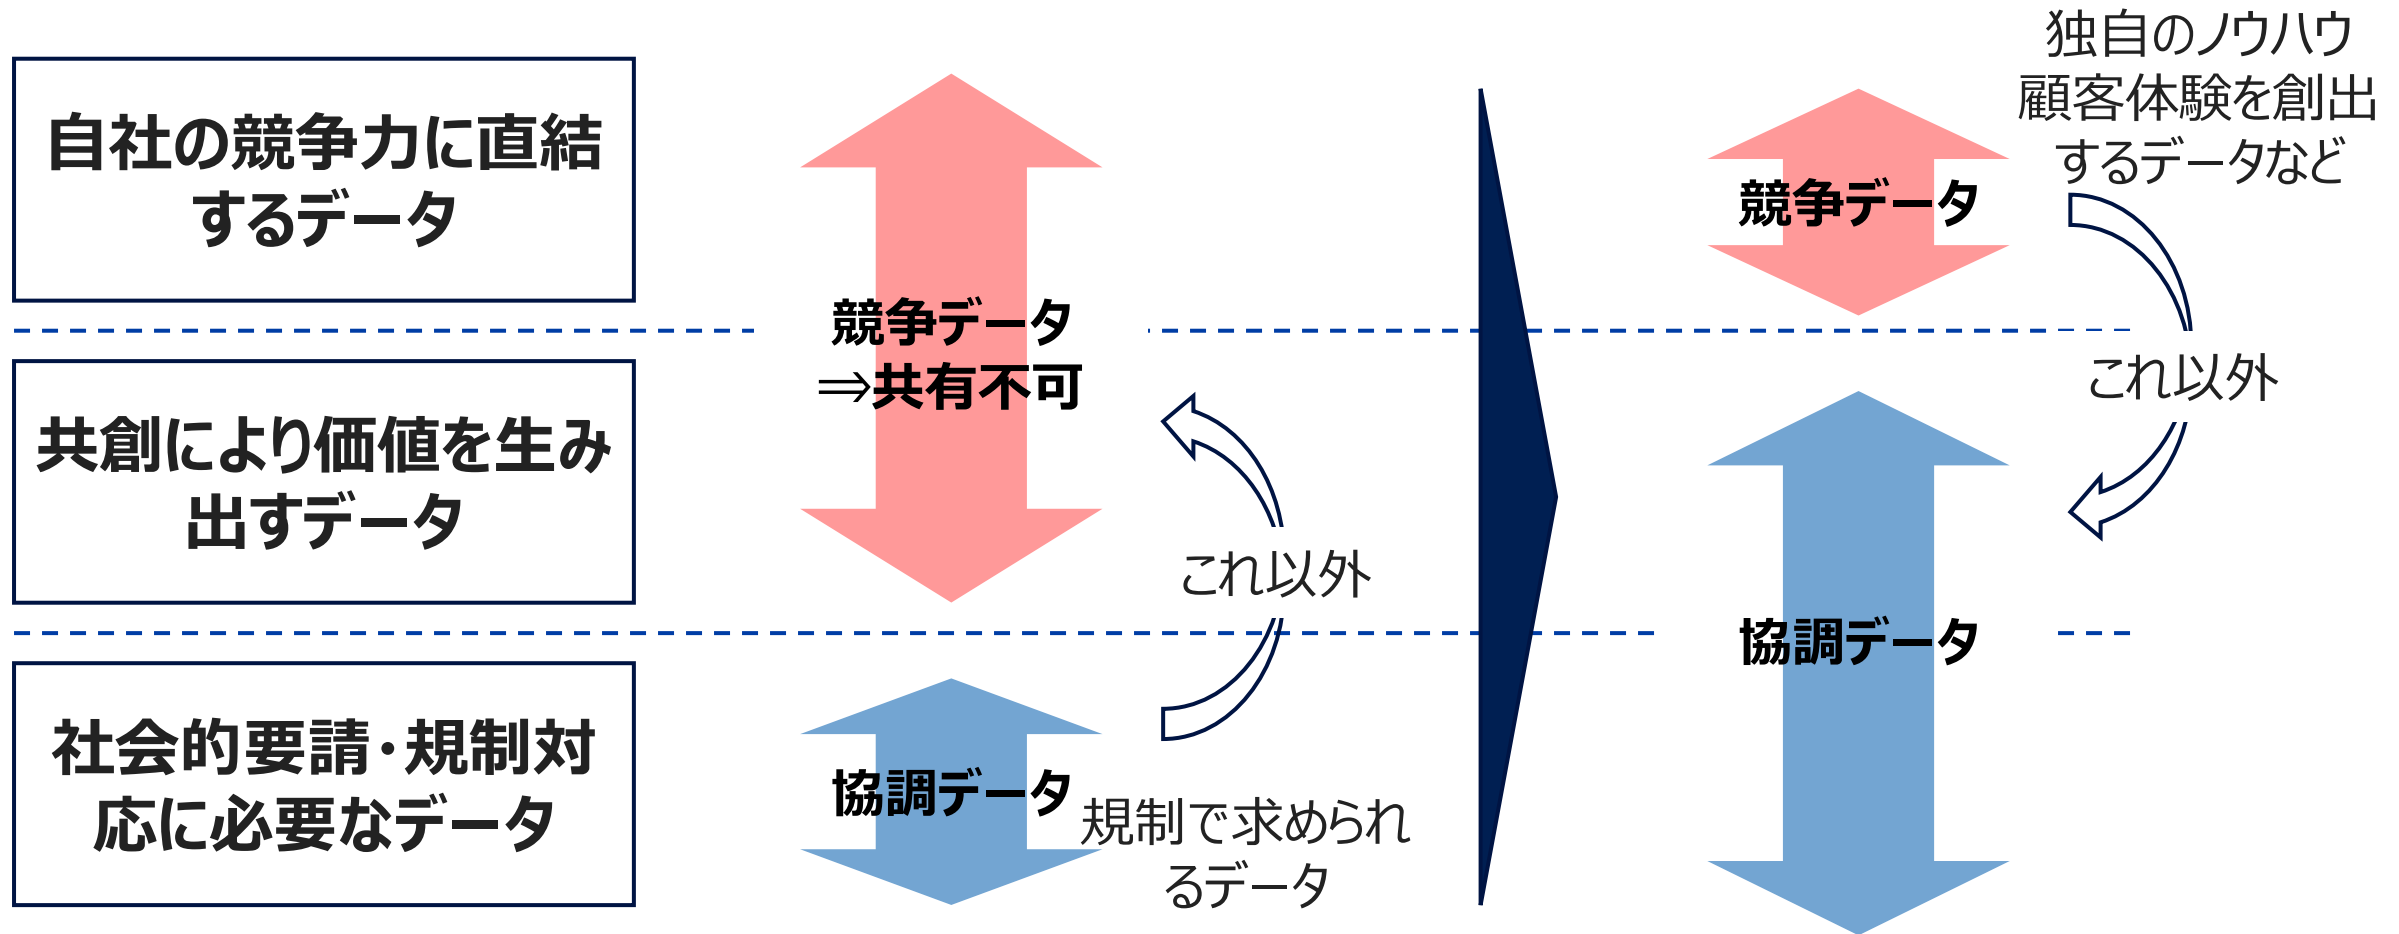 自社の競争力に直結
するデータ
共創により価値を生み
出すデータ
社会的要請・規制対
応に必要なデータ
競争データ
⇒共有不可
これ以外
協調データ
規制で求められ
るデータ
独自のノウハウ
顧客体験を創出
するデータなど
競争データ
これ以外
協調データ